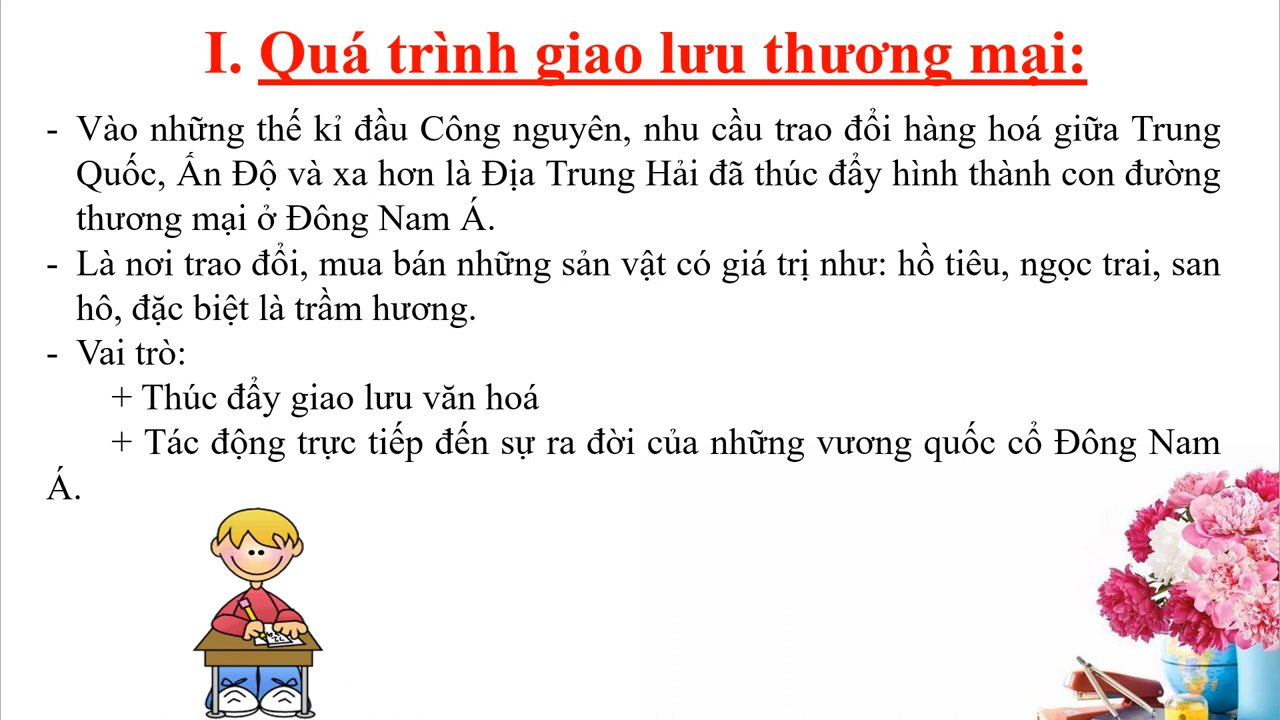 I. Quá trình giao lưu thương mại:
- Vào những thế kỉ đầu Công nguyên, nhu cầu trao đổi hàng hoá giữa Trung
Quốc, Ấn Độ và xa hơn là Địa Trung Hải đã thúc đẩy hình thành con đường
thương mại ở Đông Nam Á.
- Là nơi trao đổi, mua bán những sản vật có giá trị như: hồ tiêu, ngọc trai, san
hô, đặc biệt là trầm hương.
- Vai trò:
+ Thúc đẩy giao lưu văn hoá
+ Tác động trực tiếp đến sự ra đời của những vương quốc cổ Đông Nam
Á.